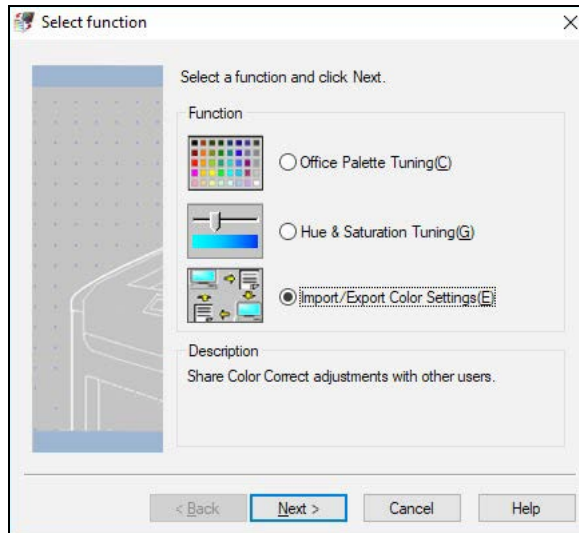 Select function
Select a function and click Next.
Function
Office Palette Tuning(C)
Hue & Saturation Tuning(G)
Import/Export Color Settings(E)
Description
Share Color Correct adjustments with other users.
< Back
Next >
Cancel
Help